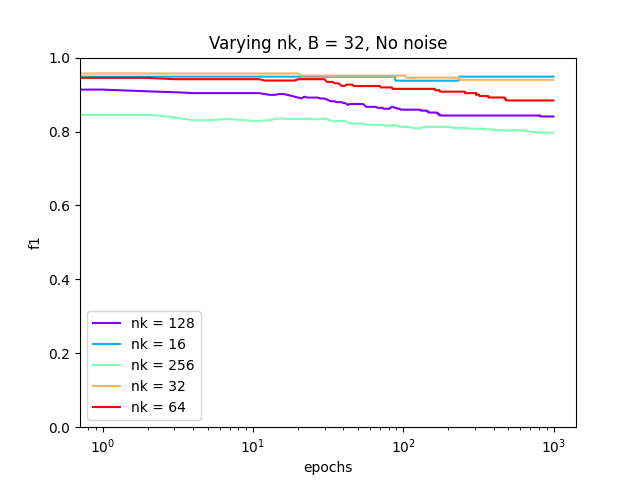 Varying nk, B = 32, No noise
1.0
0.8
0.6
0.4
0.2
0.0
f1
nk = 128
nk = 16
nk = 256
nk = 32
nk = 64
10⁰ 10¹ 10² 10³
epochs